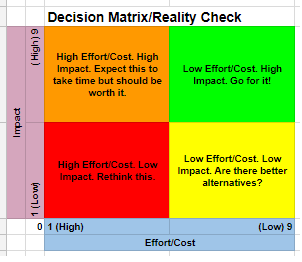 Decision Matrix/Reality Check
(High) 9
High Effort/Cost. High
Impact. Expect this to
take time but should be
worth it.
Low Effort/Cost. High
Impact. Go for it!
Impact
High Effort/Cost. Low
Impact. Rethink this.
Low Effort/Cost. Low
Impact. Are there better
alternatives?
1 (Low)
0
1 (High)
(Low) 9
Effort/Cost